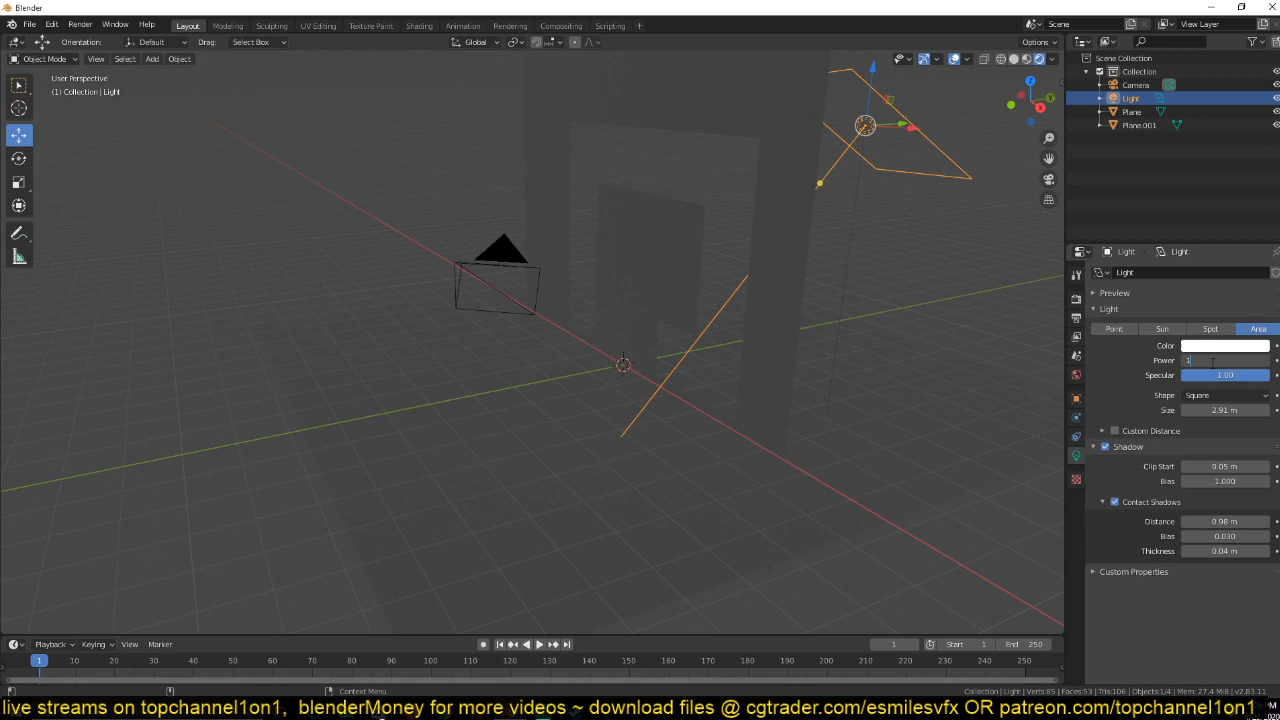 Blender
File Edit Render Window Help Layout Modeling Sculpting UV Editing Texture Paint Shading Animation Rendering Compositing Scripting + Scene View Layer
Orientation: Default Drag: Select Box Global Options
Object Mode View Select Add Object
User Perspective
(1) Collection | Light
Scene Collection
Collection
Camera
Light
Plane
Plane.001
Light Light
Light
Preview
Light
Point Sun Spot Area
Color
Power 1
Specular 1.00
Shape Square
Size 2.91 m
Custom Distance
Shadow
Clip Start 0.05 m
Bias 1.000
Contact Shadows
Distance 0.98 m
Bias 0.030
Thickness 0.04 m
Custom Properties
Playback Keying View Marker 1 Start 1 End 250
1 10 20 30 40 50 60 70 80 90 100 110 120 130 140 150 160 170 180 190 200 210 220 230 240 250
Context Menu Collection | Light | Verts:85 | Faces:53 | Tris:106 | Objects:1/4 | Mem: 27.4 MiB | v2.83.11
live streams on topchannel1on1, blenderMoney for more videos ~ download files @ cgtrader.com/esmilesvfx OR patreon.com/topchannel1on1